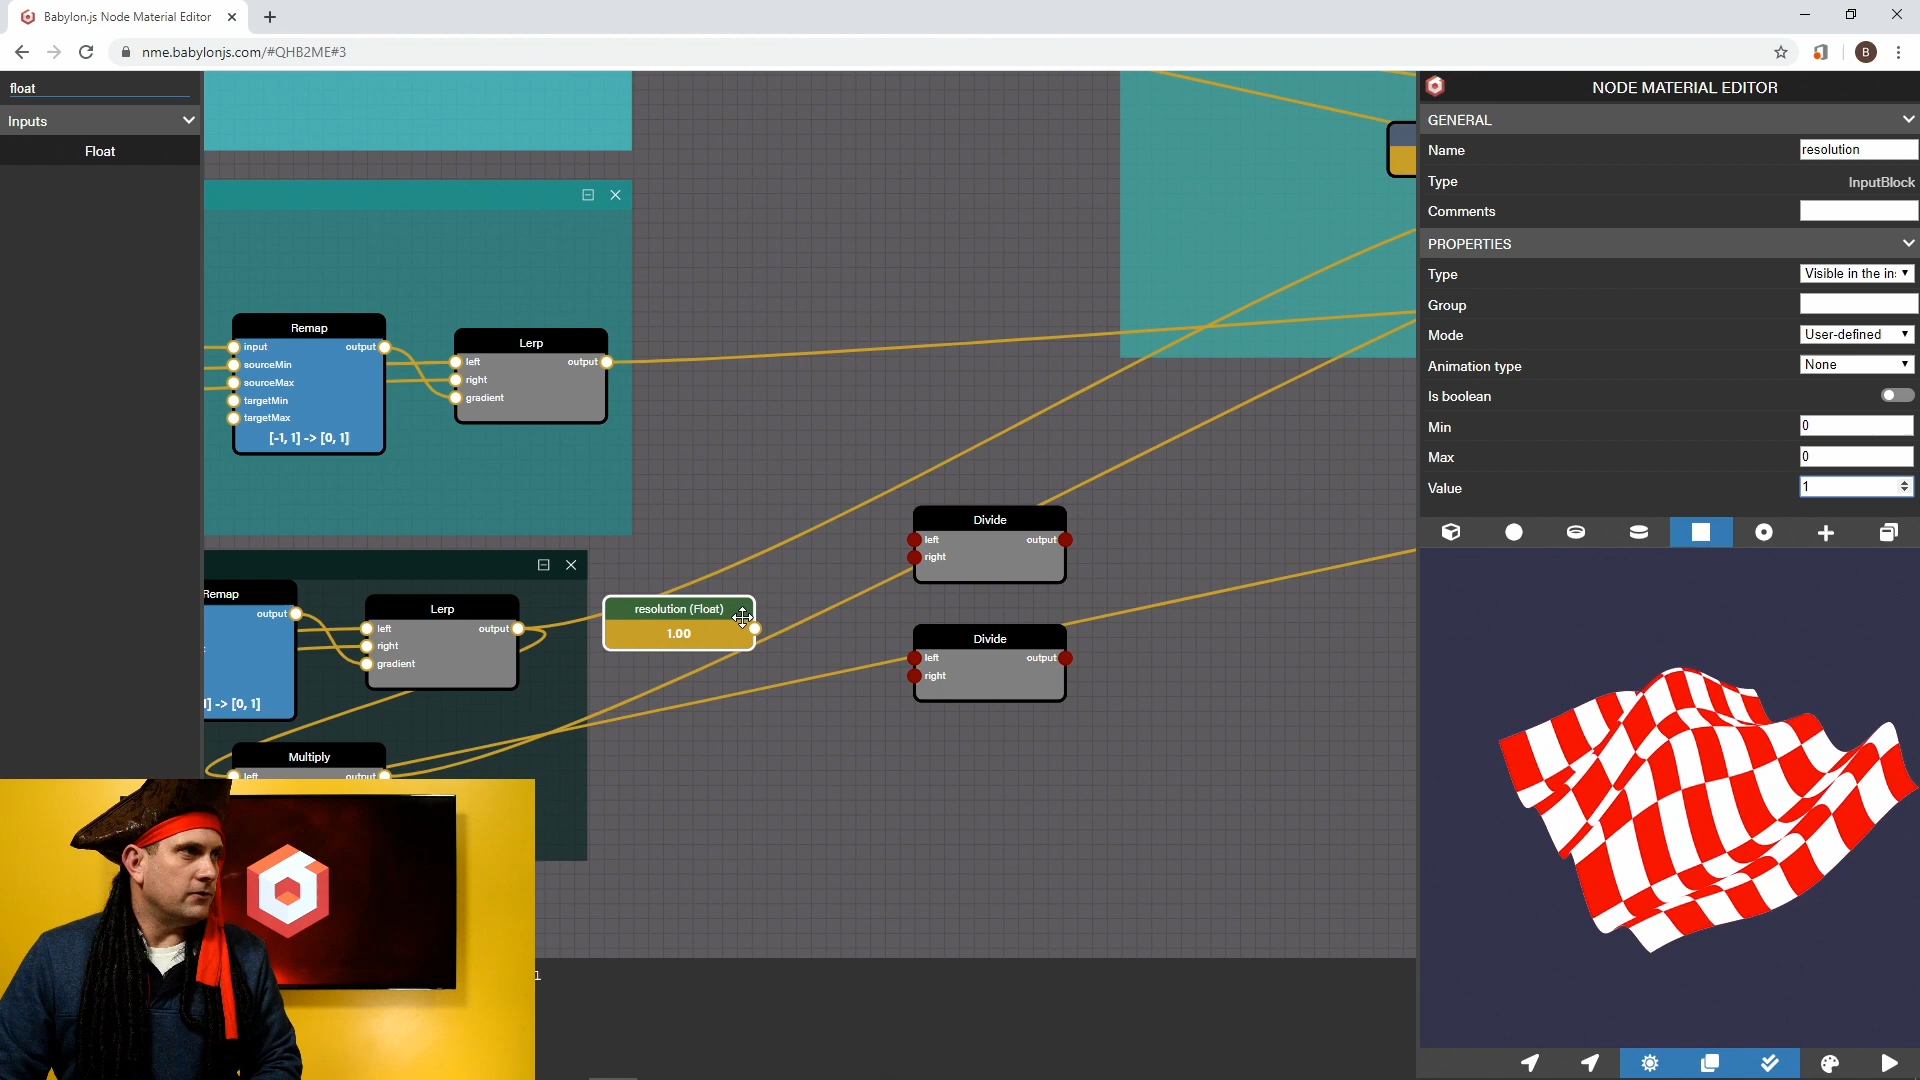 Babylon.js Node Material Editor
nme.babylonjs.com/#QHB2ME#3
B
float
Inputs
Float
Remap
input
output
sourceMin
sourceMax
targetMin
targetMax
[-1, 1] -> [0, 1]
Lerp
left
output
right
gradient
Remap
output
1] -> [0, 1]
Lerp
left
output
right
gradient
Multiply
left
output
resolution (Float)
1.00
Divide
left
output
right
Divide
left
output
right
1
NODE MATERIAL EDITOR
GENERAL
Name
resolution
Type
InputBlock
Comments
PROPERTIES
Type
Visible in the in
Group
Mode
User-defined
Animation type
None
Is boolean
Min
0
Max
0
Value
1